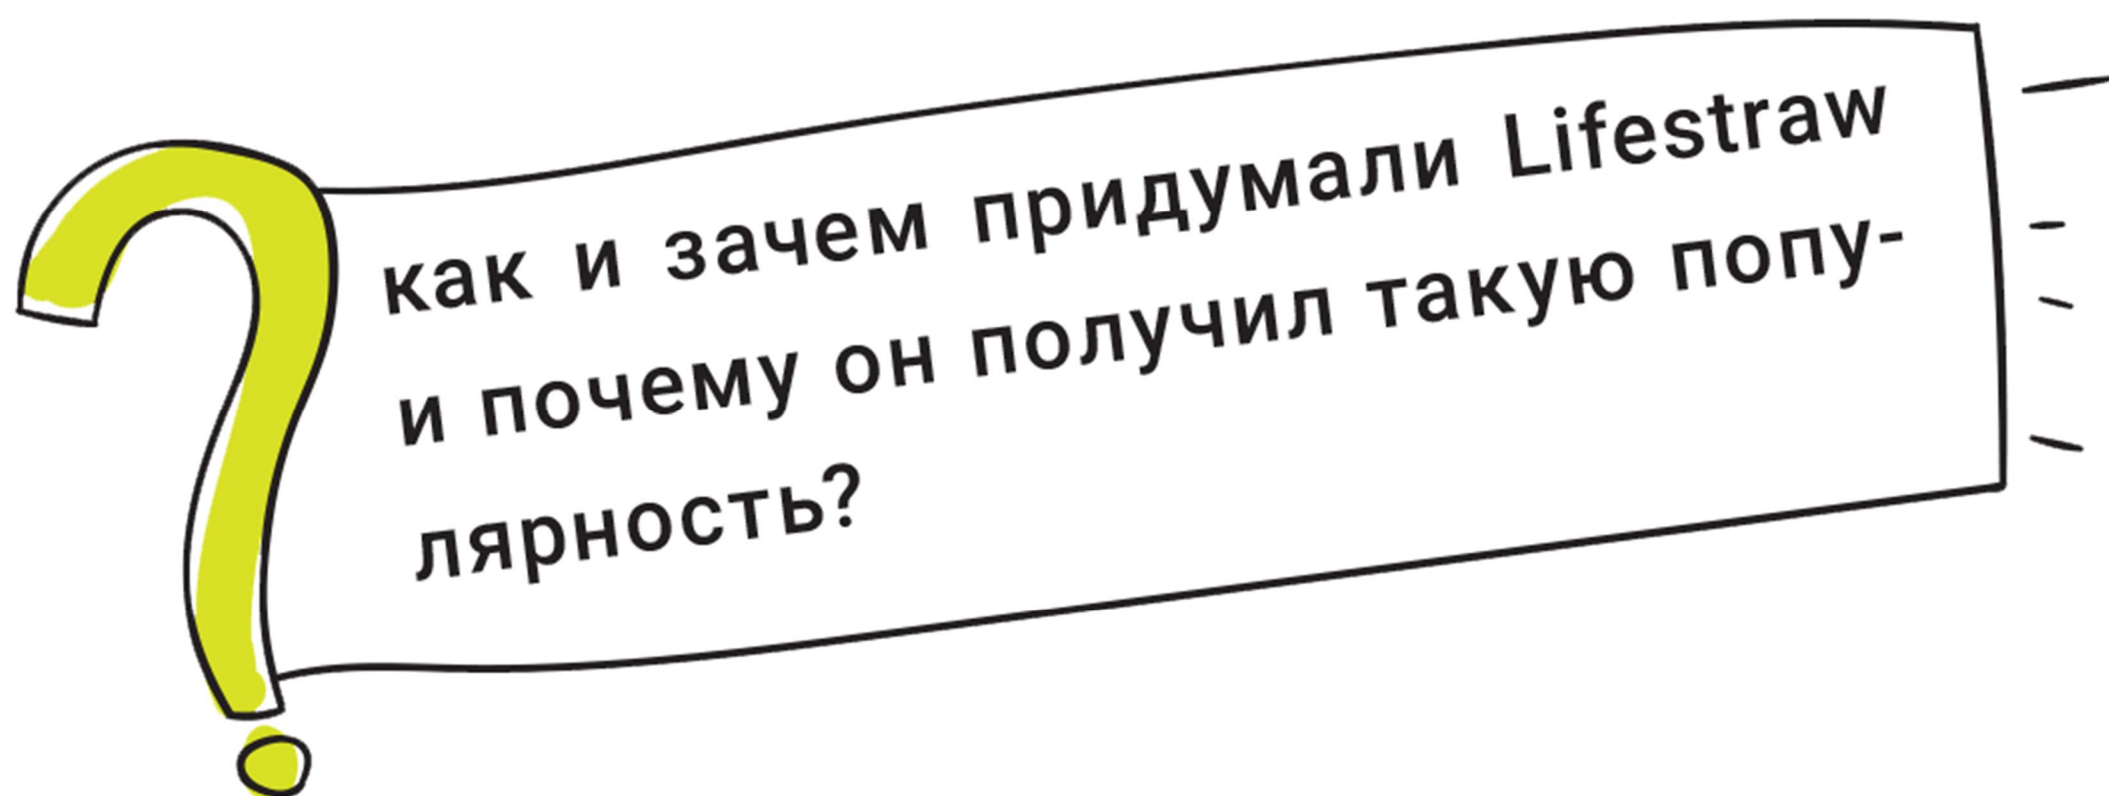 как и зачем придумали Lifestraw
и почему он получил такую попу-
лярность?